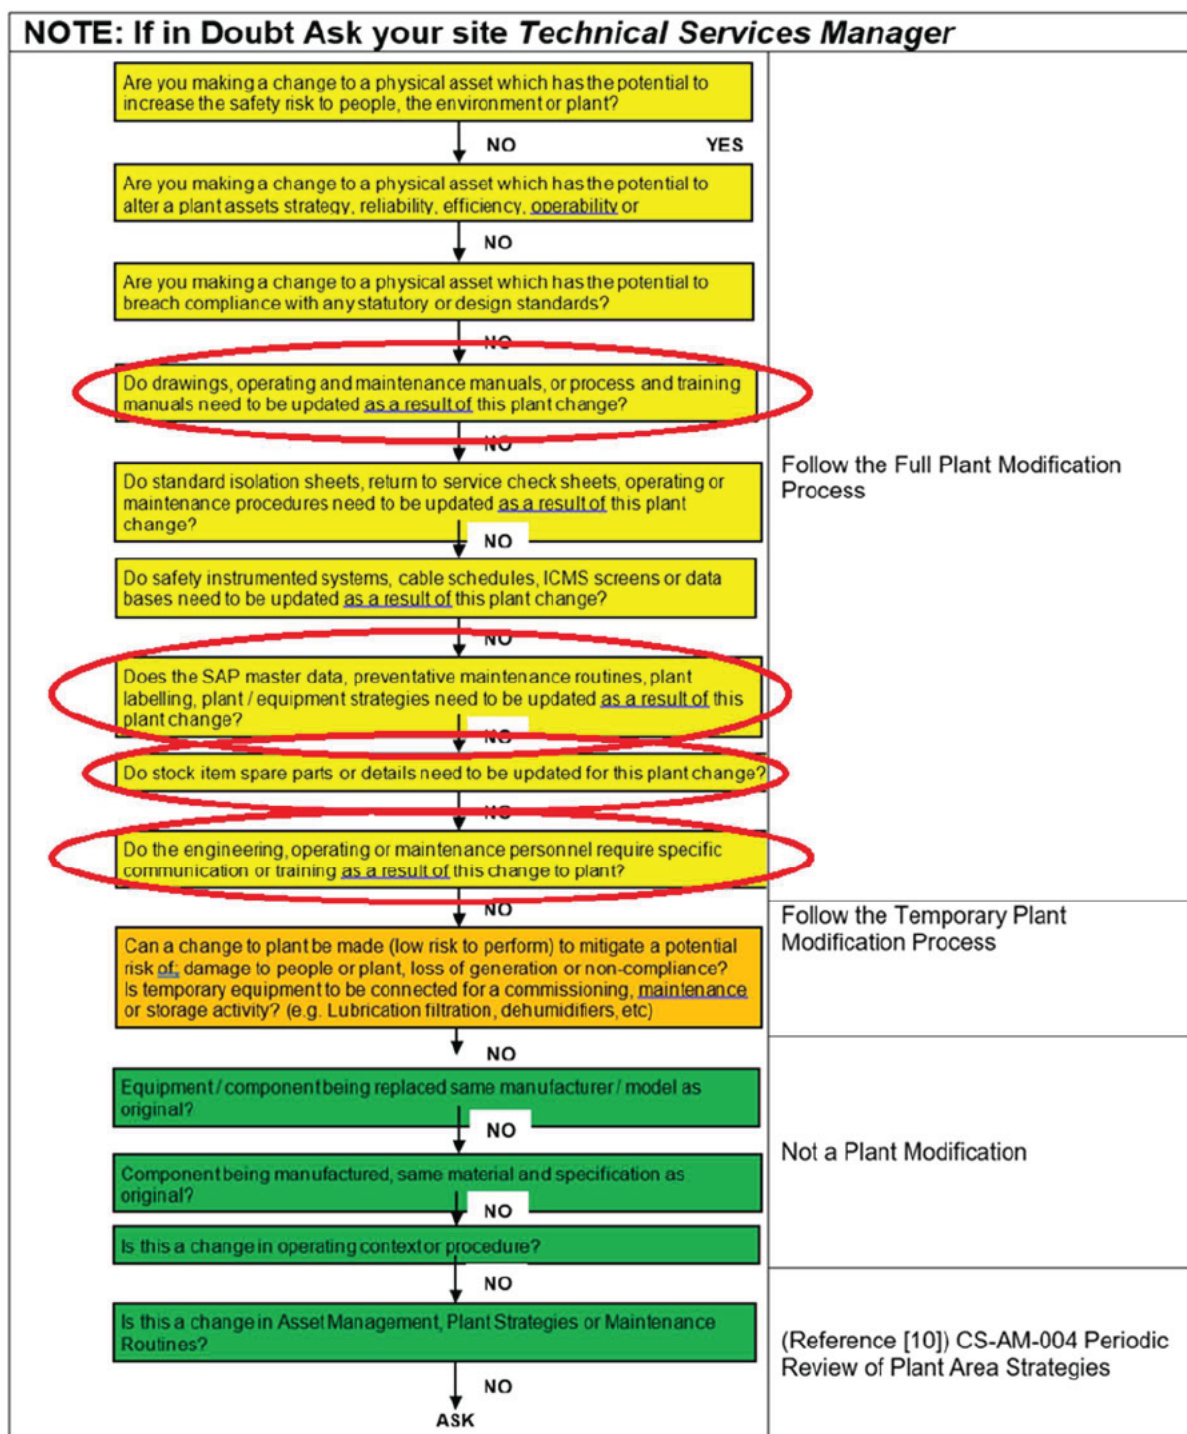 NOTE: If in Doubt Ask your site Technical Services Manager
Are you making a change to a physical asset which has the potential to
increase the safety risk to people, the environment or plant?
NO
YES
Are you making a change to a physical asset which has the potential to
alter a plant assets strategy, reliability, efficiency, operability or
NO
Are you making a change to a physical asset which has the potential to
breach compliance with any statutory or design standards?
NO
Do drawings, operating and maintenance manuals, or process and training
manuals need to be updated as a result of this plant change?
NO
Do standard isolation sheets, return to service check sheets, operating or
maintenance procedures need to be updated as a result of this plant
change?
NO
Do safety instrumented systems, cable schedules, ICMS screens or data
bases need to be updated as a result of this plant change?
NO
Does the SAP master data, preventative maintenance routines, plant
labelling, plant / equipment strategies need to be updated as a result of this
plant change?
NO
Do stock item spare parts or details need to be updated for this plant change?
NO
Do the engineering, operating or maintenance personnel require specific
communication or training as a result of this change to plant?
NO
Follow the Full Plant Modification
Process
Can a change to plant be made (low risk to perform) to mitigate a potential
risk of; damage to people or plant, loss of generation or non-compliance?
Is temporary equipment to be connected for a commissioning, maintenance
or storage activity? (e.g. Lubrication filtration, dehumidifiers, etc)
NO
Follow the Temporary Plant
Modification Process
Equipment / component being replaced same manufacturer / model as
original?
NO
Component being manufactured, same material and specification as
original?
NO
Is this a change in operating context or procedure?
NO
Not a Plant Modification
Is this a change in Asset Management, Plant Strategies or Maintenance
Routines?
NO
ASK
(Reference [10]) CS-AM-004 Periodic
Review of Plant Area Strategies